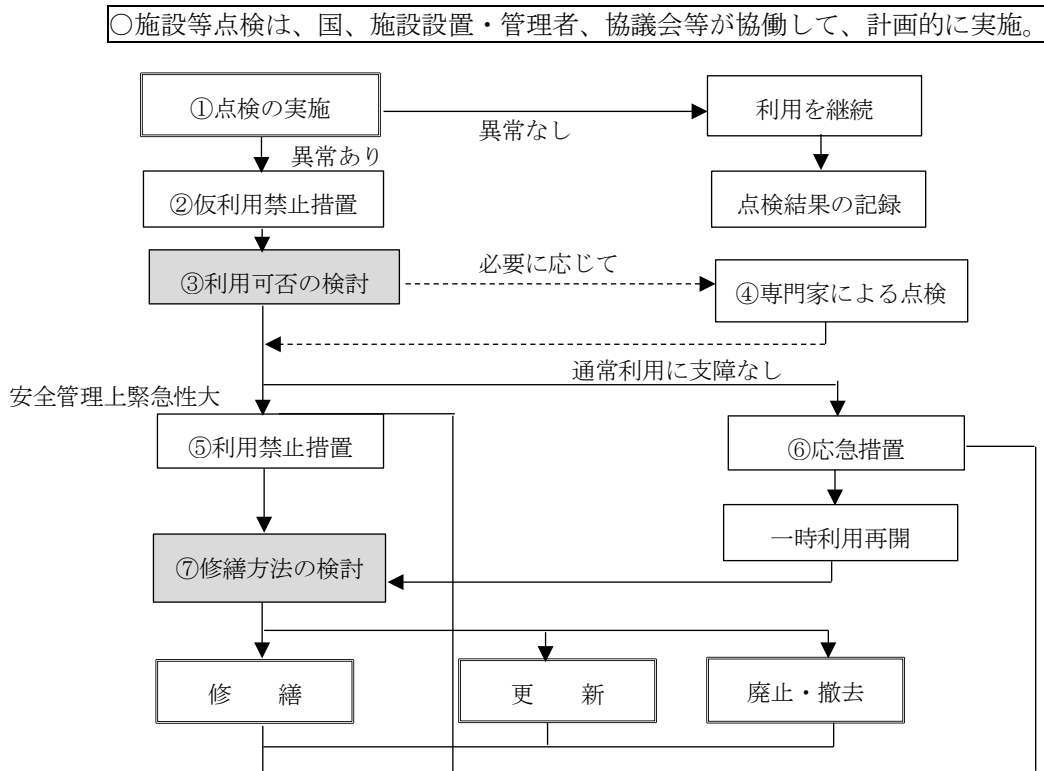 ○施設等点検は、国、施設設置・管理者、協議会等が協働して、計画的に実施。
①点検の実施
利用を継続
異常なし
異常あり
②仮利用禁止措置
点検結果の記録
③利用可否の検討
必要に応じて
④専門家による点検
通常利用に支障なし
安全管理上緊急性大
⑤利用禁止措置
⑥応急措置
一時利用再開
⑦修繕方法の検討
修　繕
更　新
廃止・撤去